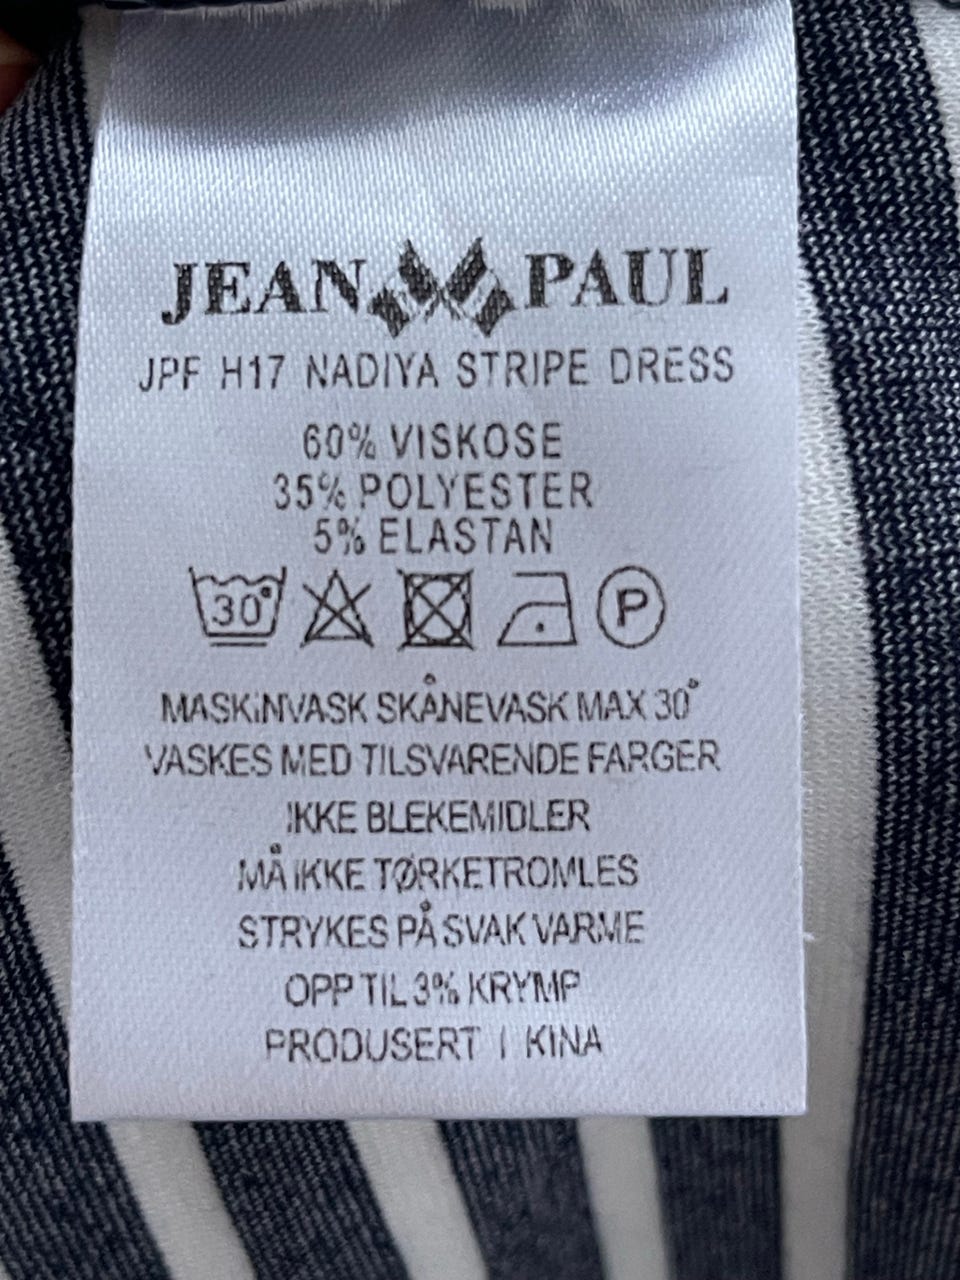 JEAN PAUL
JPF H17 NADIYA STRIPE DRESS
60% VISKOSE
35% POLYESTER
5% ELASTAN
30° P
MASKINVASK SKÅNEVASK MAX 30°
VASKES MED TILSVARENDE FARGER
IKKE BLEKEMIDLER
MÅ IKKE TØRKETROMLES
STRYKES PÅ SVAK VARME
OPP TIL 3% KRYMP
PRODUSERT I KINA